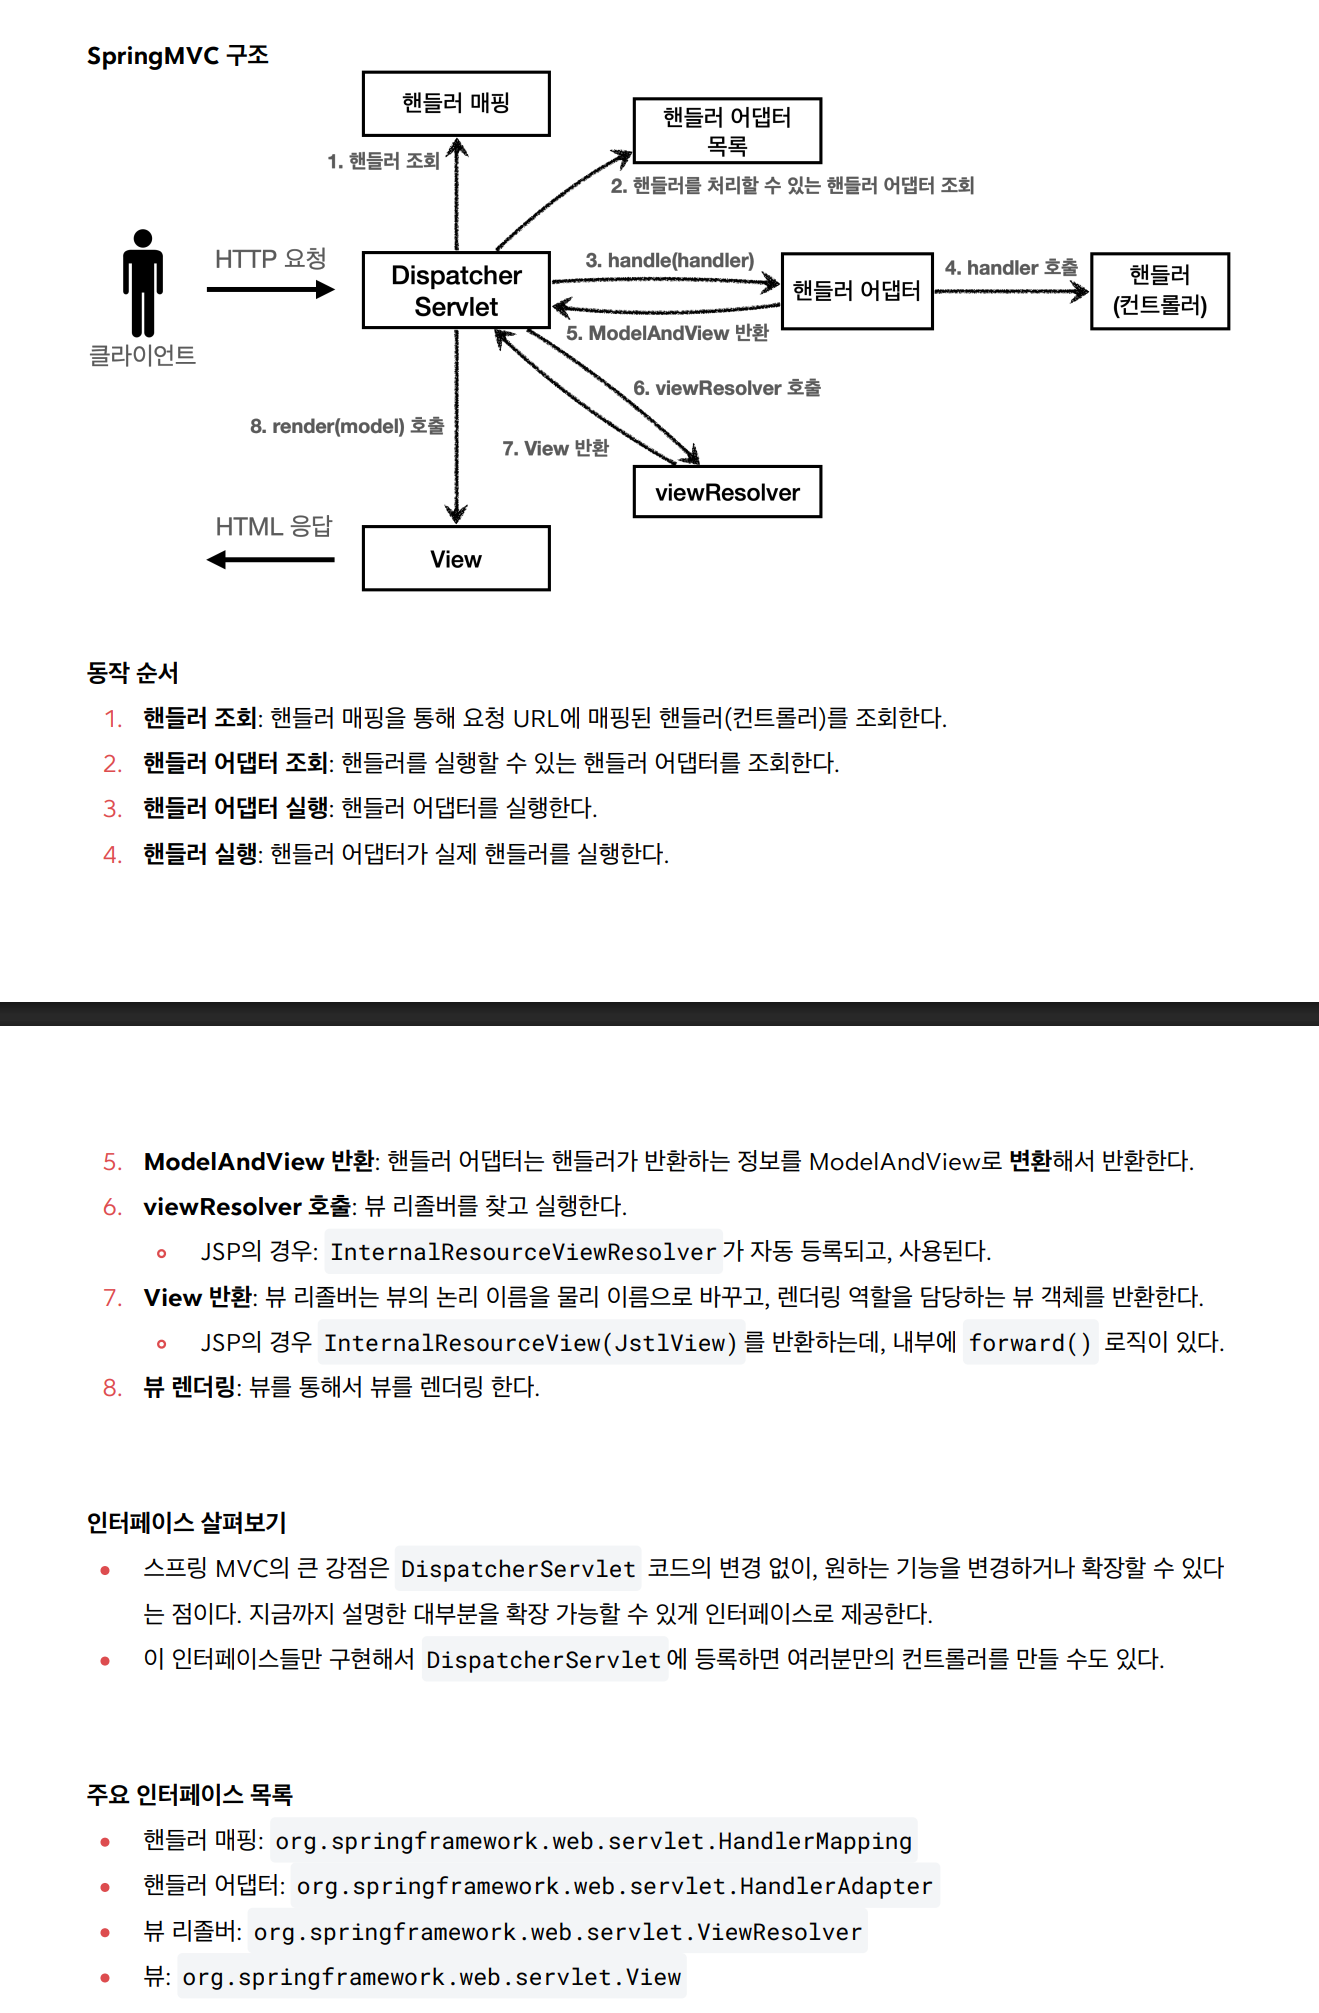 SpringMVC 구조
핸들러 매핑
핸들러 어댑터
목록
1. 핸들러 조회
2. 핸들러를 처리할 수 있는 핸들러 어댑터 조회
HTTP 요청
클라이언트
Dispatcher
Servlet
3. handle(handler)
핸들러 어댑터
4. handler 호출
핸들러
(컨트롤러)
5. ModelAndView 반환
6. viewResolver 호출
8. render(model) 호출
7. View 반환
viewResolver
HTML 응답
View
동작 순서
1. 핸들러 조회: 핸들러 매핑을 통해 요청 URL에 매핑된 핸들러(컨트롤러)를 조회한다.
2. 핸들러 어댑터 조회: 핸들러를 실행할 수 있는 핸들러 어댑터를 조회한다.
3. 핸들러 어댑터 실행: 핸들러 어댑터를 실행한다.
4. 핸들러 실행: 핸들러 어댑터가 실제 핸들러를 실행한다.
5. ModelAndView 반환: 핸들러 어댑터는 핸들러가 반환하는 정보를 ModelAndView로 변환해서 반환한다.
6. viewResolver 호출: 뷰 리졸버를 찾고 실행한다.
JSP의 경우: InternalResourceViewResolver가 자동 등록되고, 사용된다.
7. View 반환: 뷰 리졸버는 뷰의 논리 이름을 물리 이름으로 바꾸고, 렌더링 역할을 담당하는 뷰 객체를 반환한다.
JSP의 경우 InternalResourceView(JstlView)를 반환하는데, 내부에 forward() 로직이 있다.
8. 뷰 렌더링: 뷰를 통해서 뷰를 렌더링 한다.
인터페이스 살펴보기
스프링 MVC의 큰 강점은 DispatcherServlet 코드의 변경 없이, 원하는 기능을 변경하거나 확장할 수 있다
는 점이다. 지금까지 설명한 대부분을 확장 가능할 수 있게 인터페이스로 제공한다.
이 인터페이스들만 구현해서 DispatcherServlet에 등록하면 여러분만의 컨트롤러를 만들 수도 있다.
주요 인터페이스 목록
핸들러 매핑: org.springframework.web.servlet.HandlerMapping
핸들러 어댑터: org.springframework.web.servlet.HandlerAdapter
뷰 리졸버: org.springframework.web.servlet.ViewResolver
뷰: org.springframework.web.servlet.View